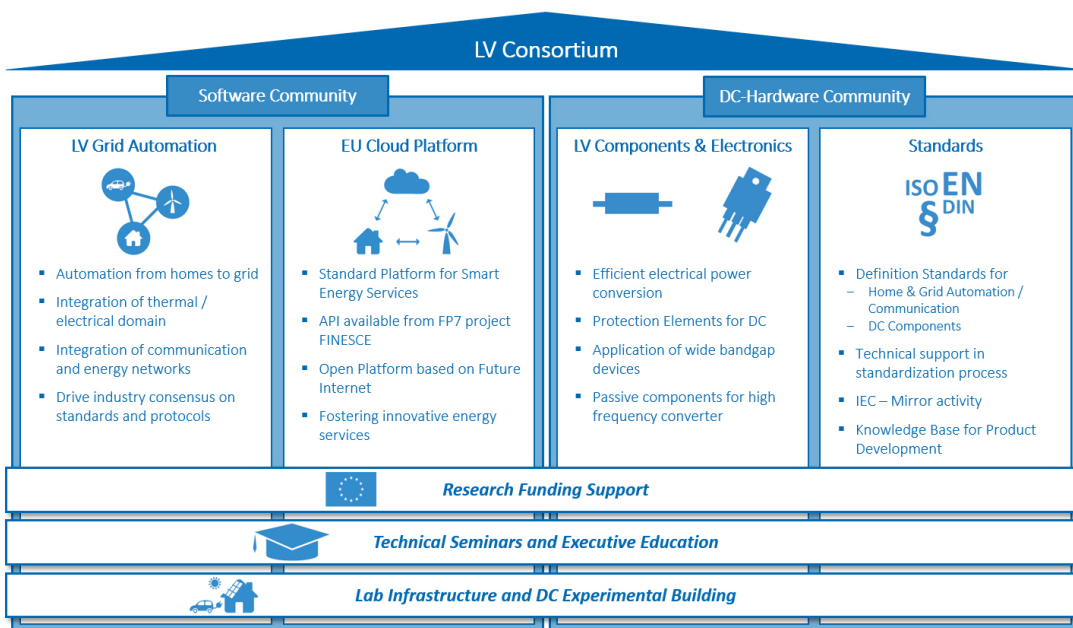 LV Consortium
Software Community
DC-Hardware Community
LV Grid Automation
▪ Automation from homes to grid
▪ Integration of thermal /
electrical domain
▪ Integration of communication
and energy networks
▪ Drive industry consensus on
standards and protocols
EU Cloud Platform
▪ Standard Platform for Smart
Energy Services
▪ API available from FP7 project
FINESCE
▪ Open Platform based on Future
Internet
▪ Fostering innovative energy
services
LV Components & Electronics
▪ Efficient electrical power
conversion
▪ Protection Elements for DC
▪ Application of wide bandgap
devices
▪ Passive components for high
frequency converter
Standards
ISO EN
§ DIN
▪ Definition Standards for
– Home & Grid Automation /
Communication
– DC Components
▪ Technical support in
standardization process
▪ IEC – Mirror activity
▪ Knowledge Base for Product
Development
Research Funding Support
Technical Seminars and Executive Education
Lab Infrastructure and DC Experimental Building